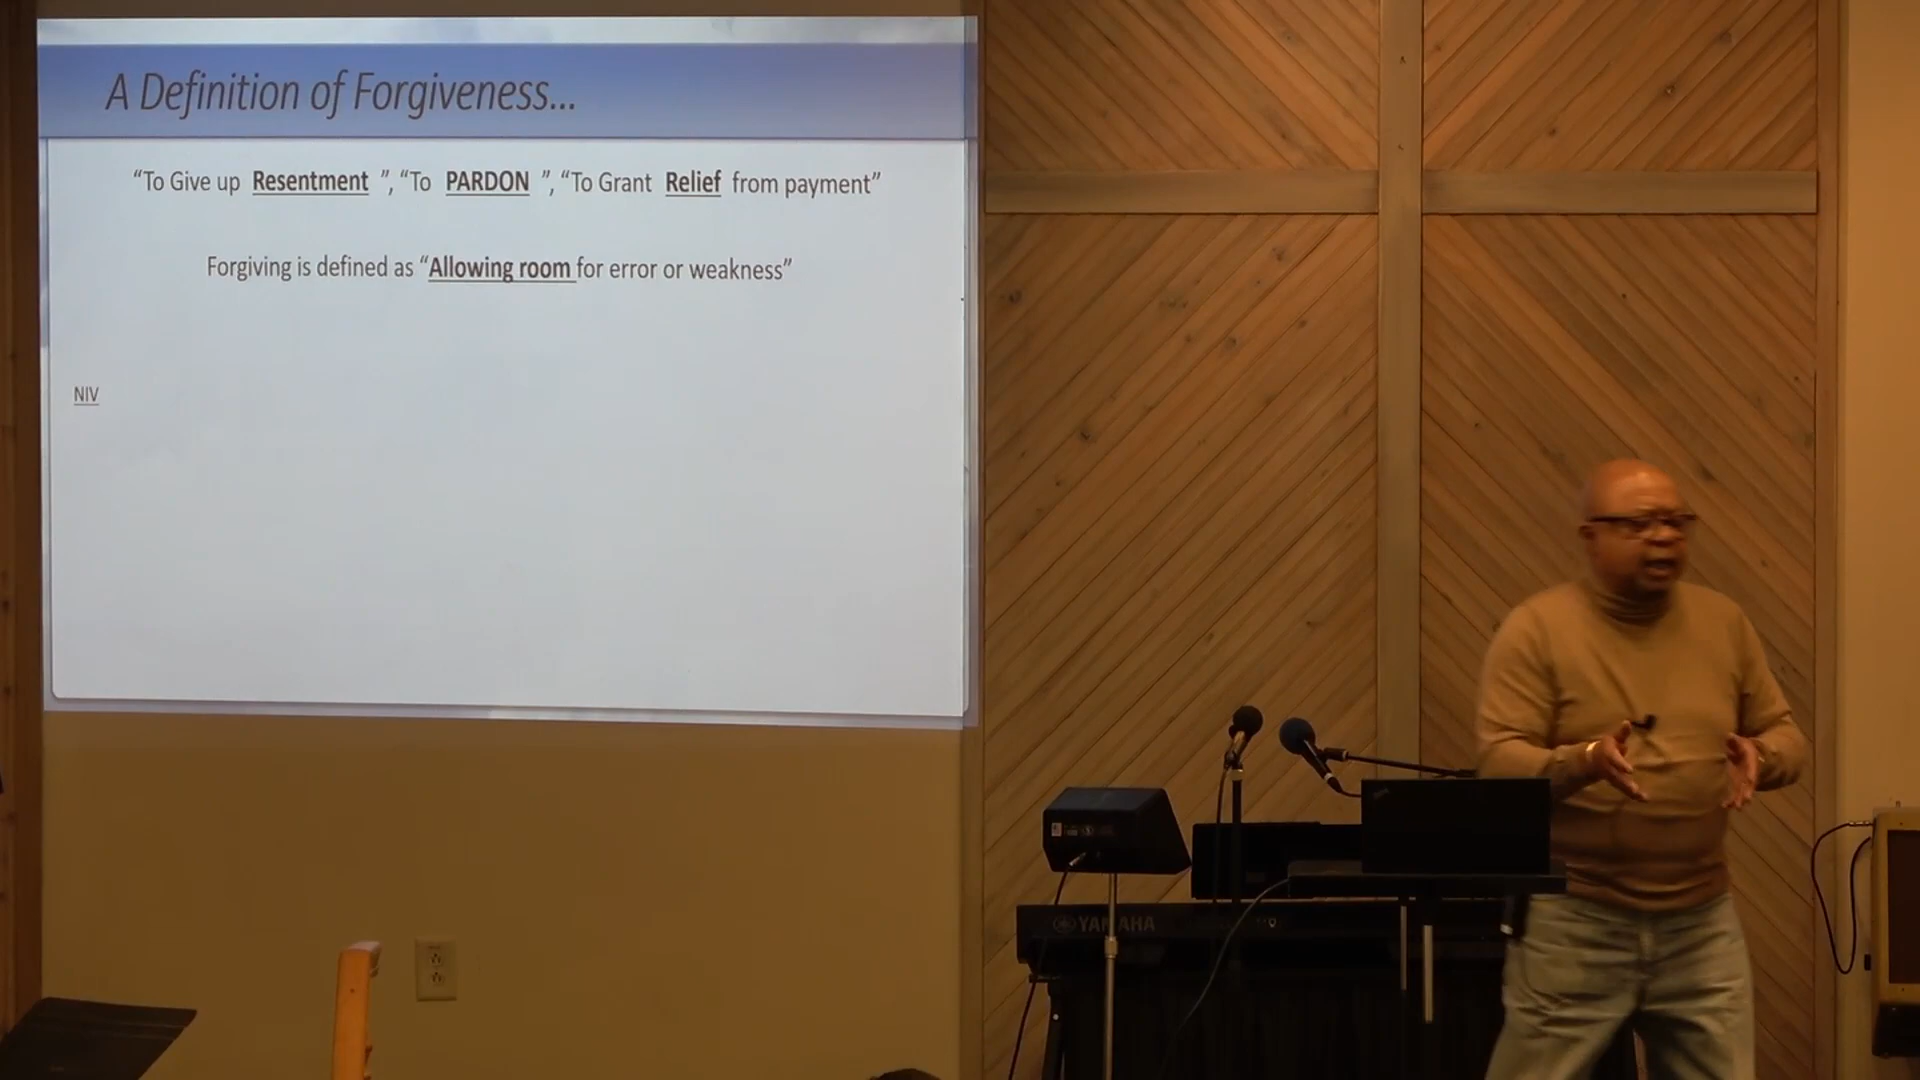 A Definition of Forgiveness...
“To Give up Resentment ”, “To PARDON ”, “To Grant Relief from payment”
Forgiving is defined as “Allowing room for error or weakness”
NIV
YAMAHA